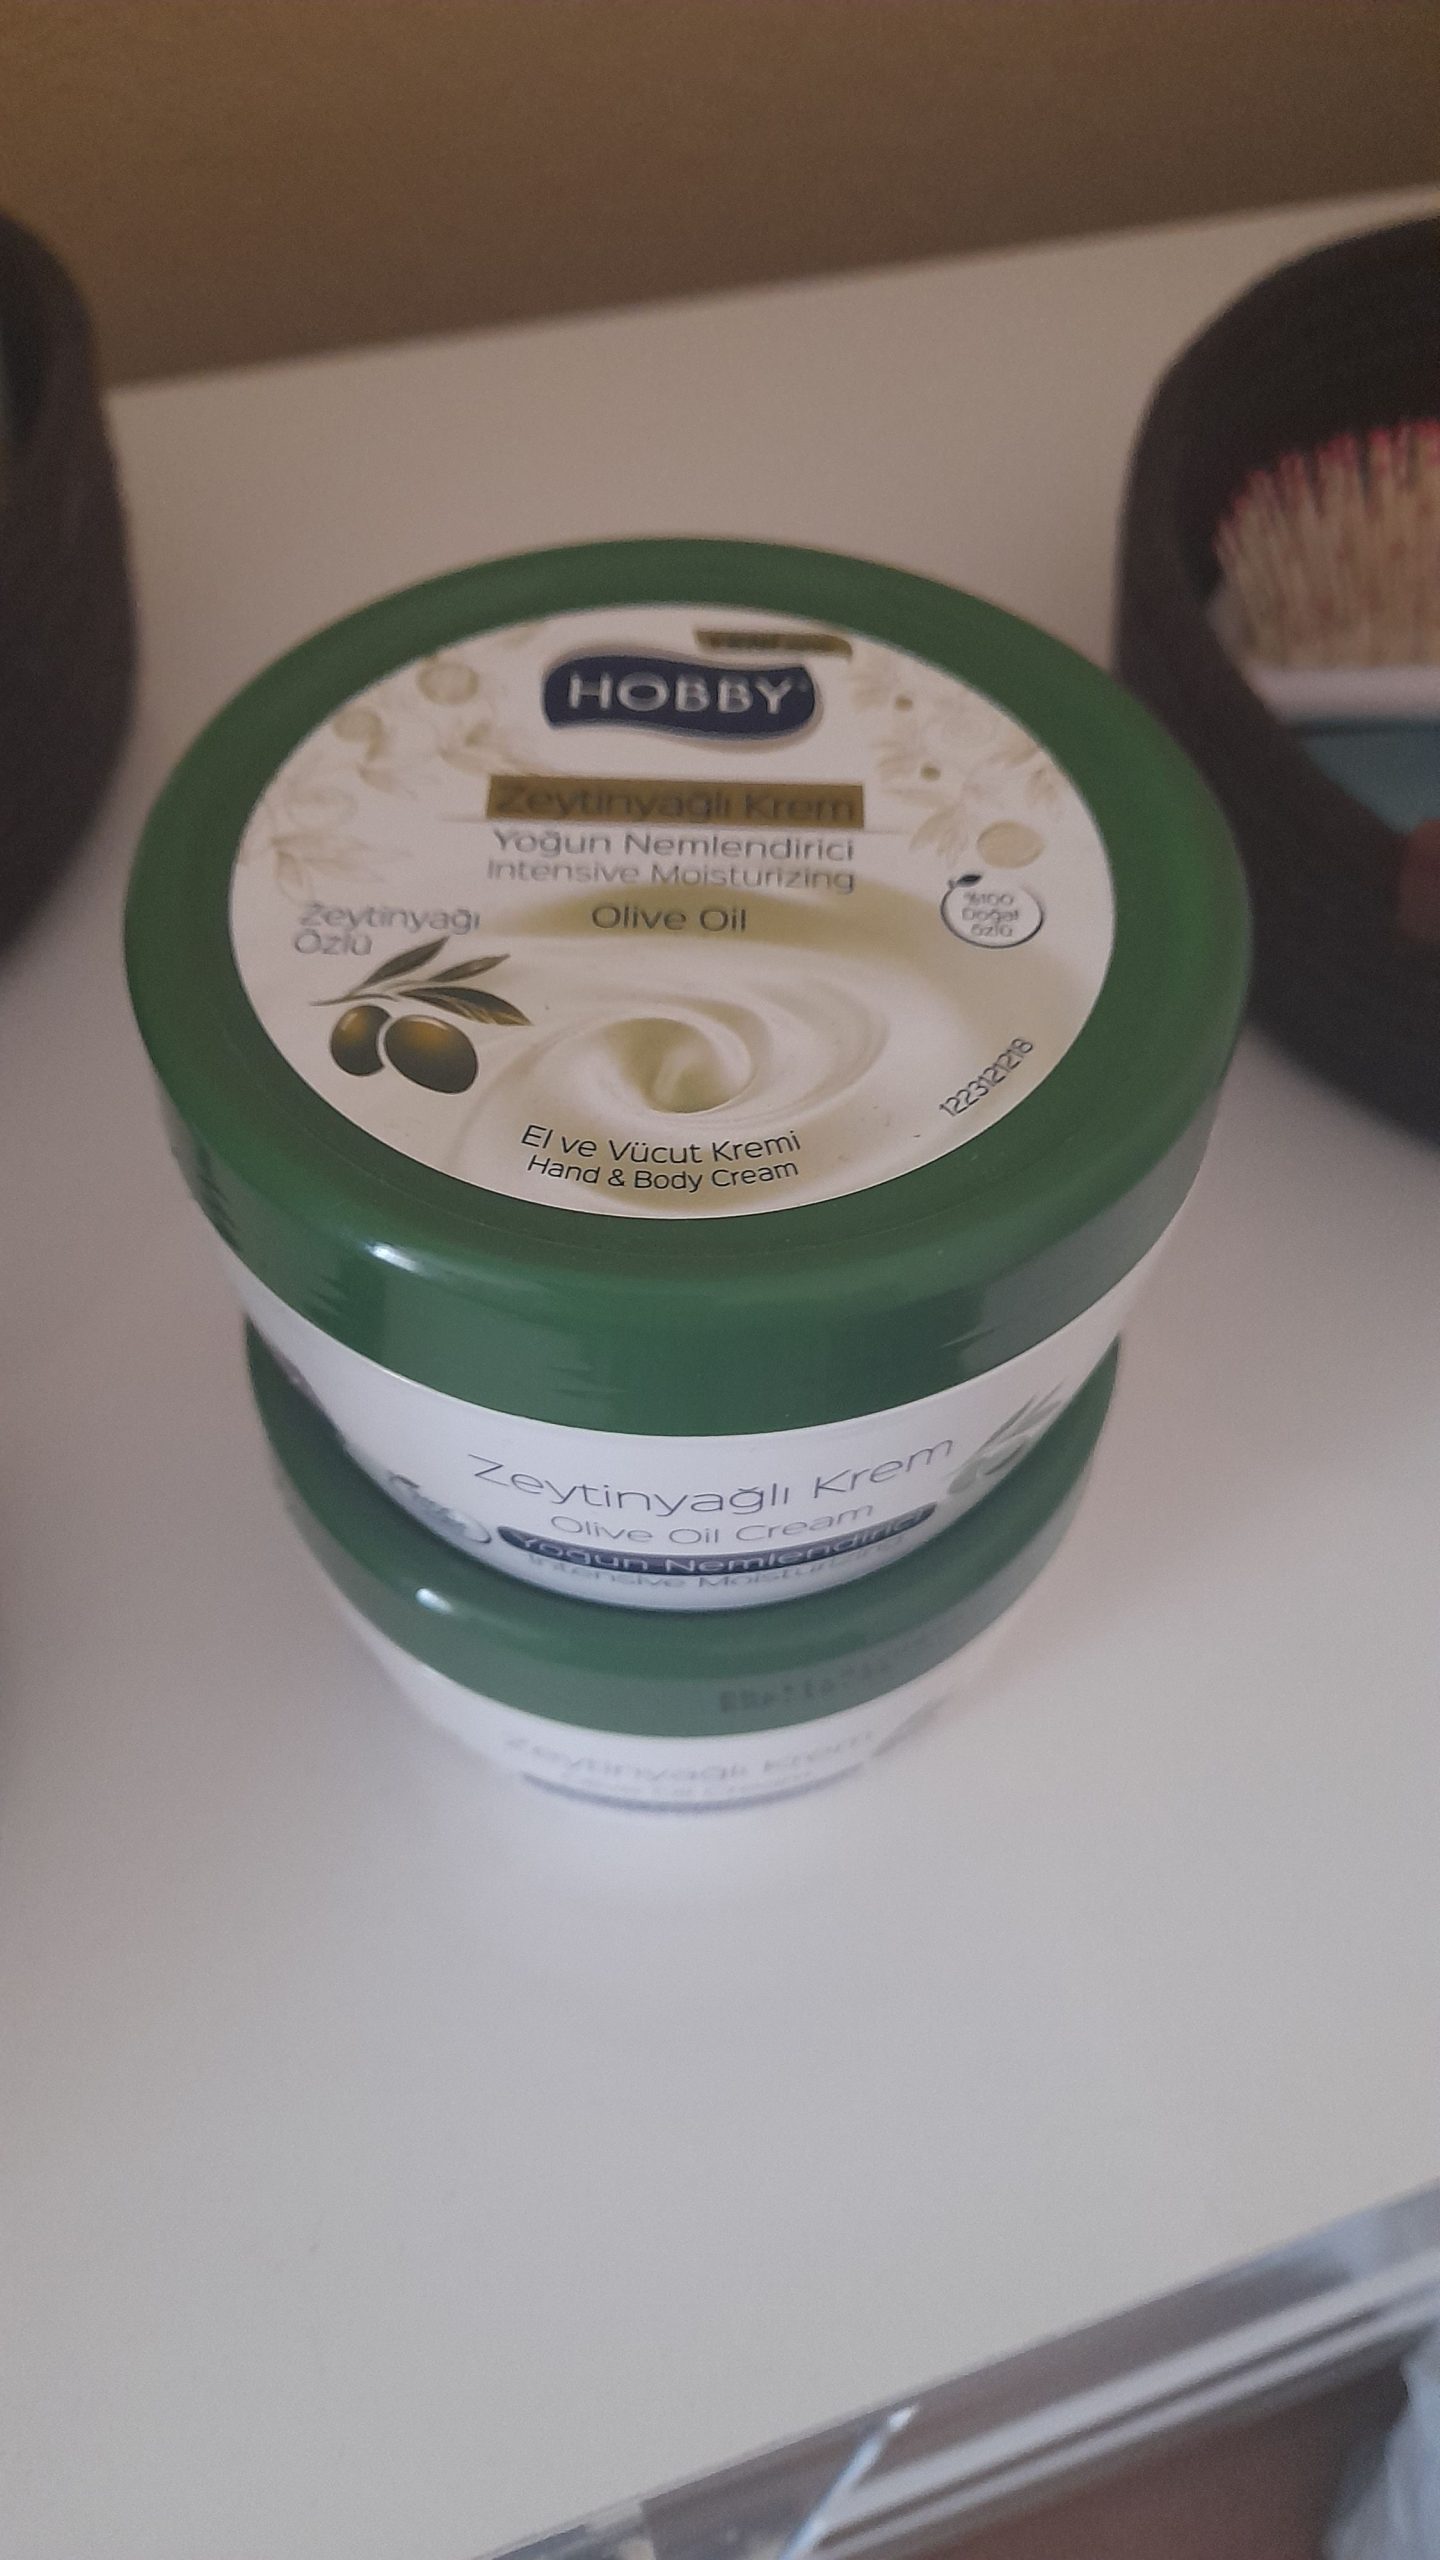 HOBBY
Zeytinyağlı Krem
Yoğun Nemlendirici
Intensive Moisturizing
Olive Oil
Zeytinyağı
Özlü
%100
Doğal
özlü
1223121218
El ve Vücut Kremi
Hand & Body Cream
Zeytinyağlı Krem
Olive Oil Cream
Yoğun Nemlendirici
Intensive Moisturizing
Zeytinyağlı Krem